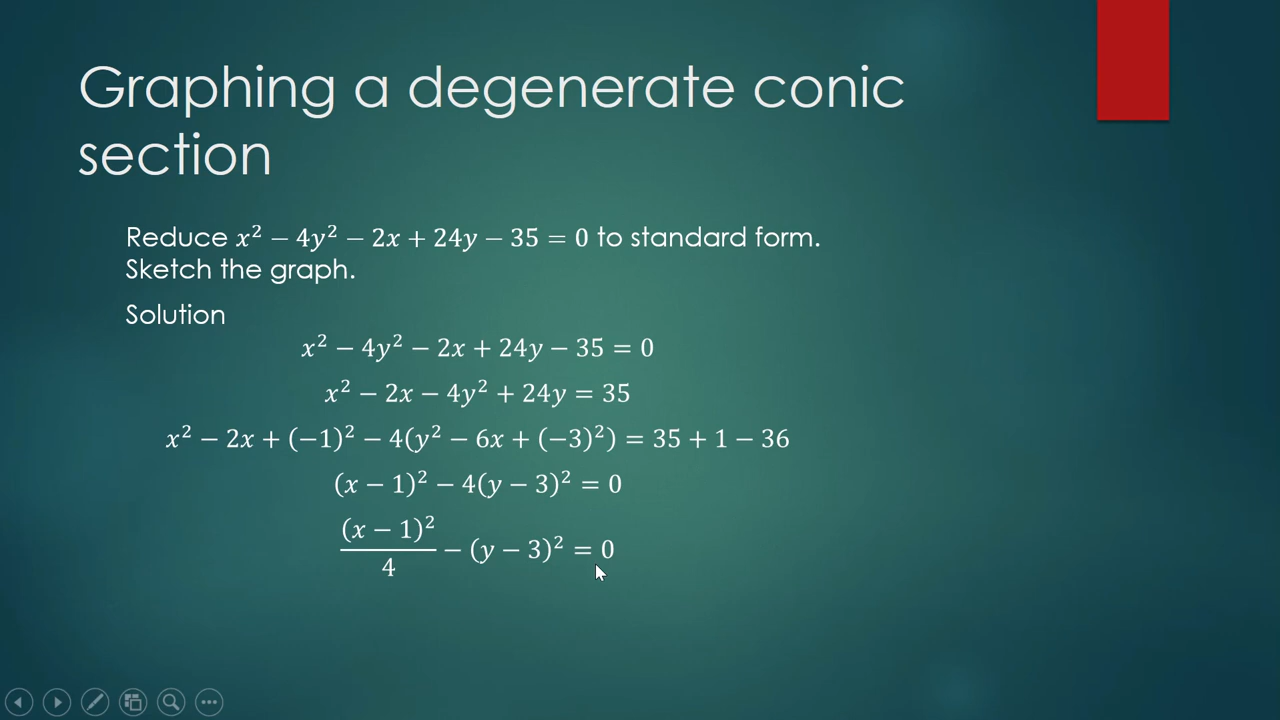 Graphing a degenerate conic
section
Reduce x² − 4y² − 2x + 24y − 35 = 0 to standard form.
Sketch the graph.
Solution
x² − 4y² − 2x + 24y − 35 = 0
x² − 2x − 4y² + 24y = 35
x² − 2x + (−1)² − 4(y² − 6x + (−3)²) = 35 + 1 − 36
(x − 1)² − 4(y − 3)² = 0
(x − 1)²/4 − (y − 3)² = 0